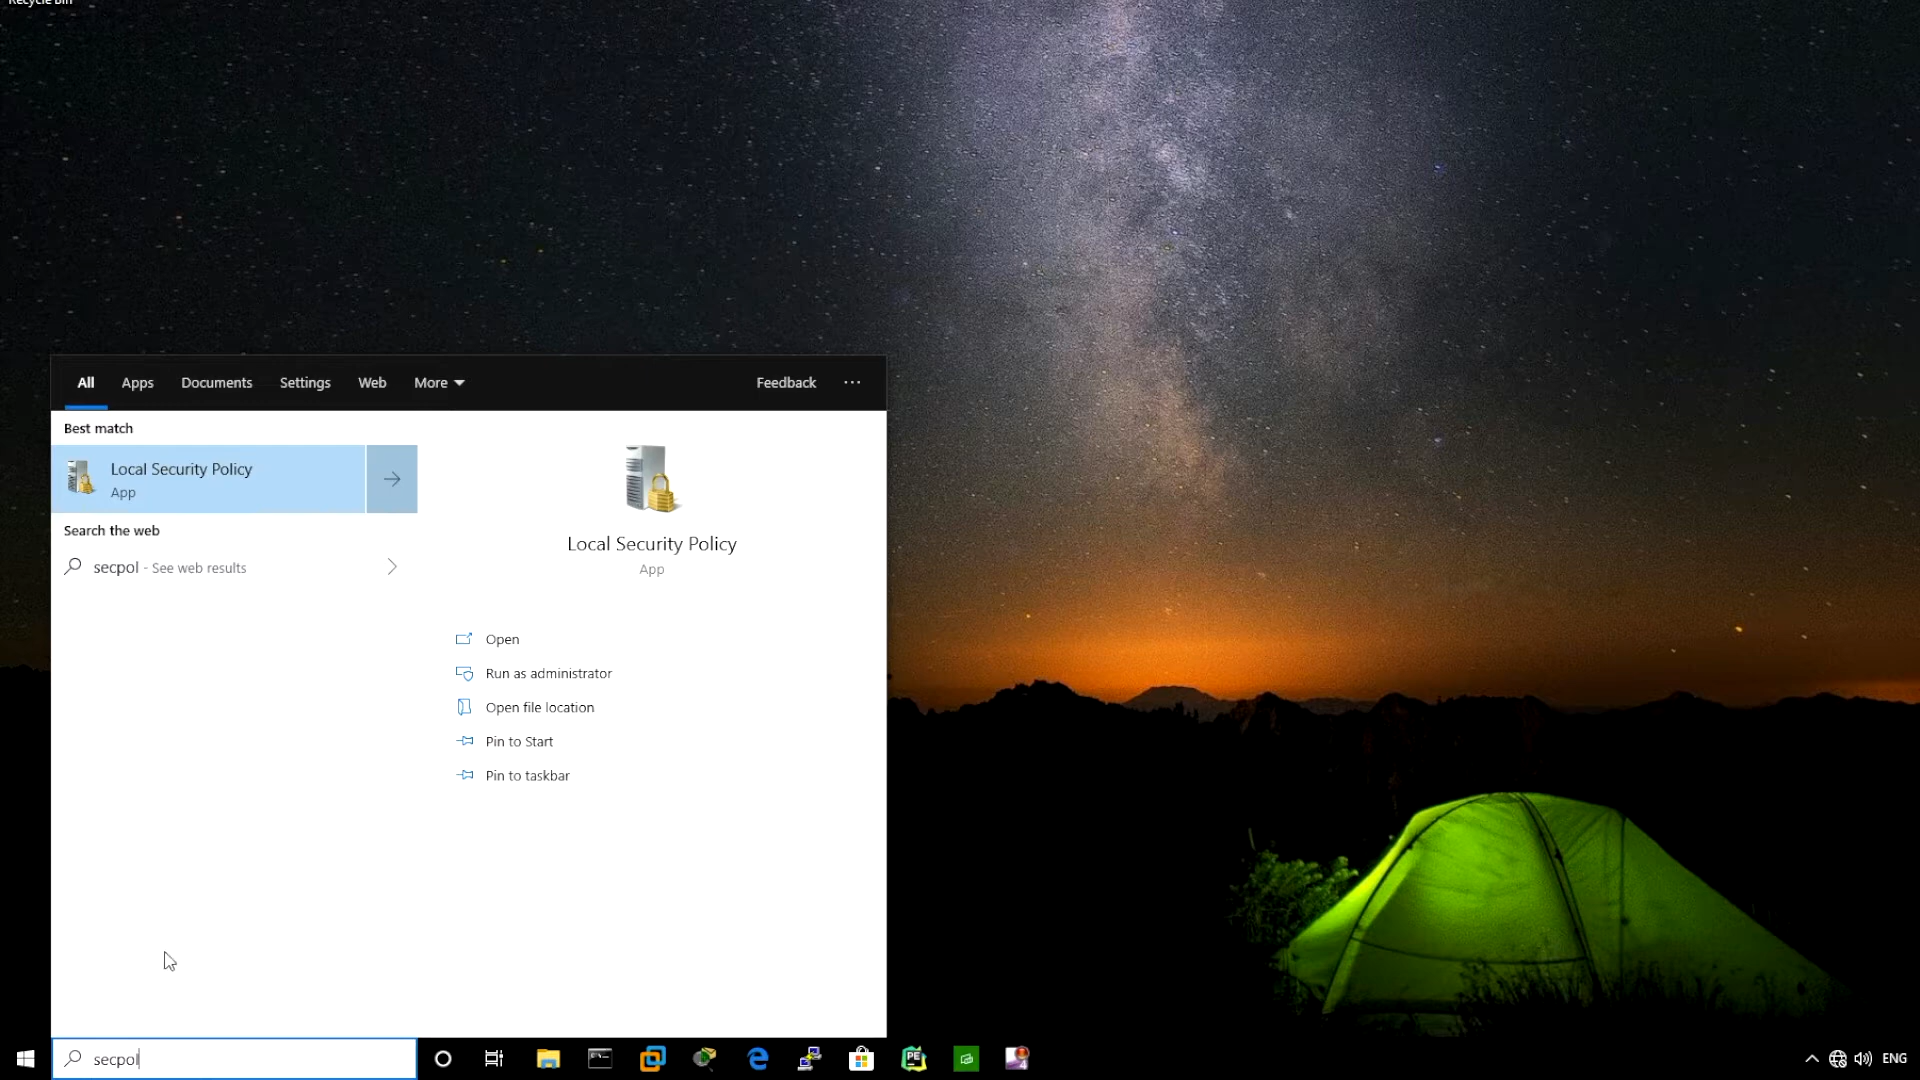 Recycle Bin
All Apps Documents Settings Web More Feedback ...
Best match
Local Security Policy
App
Search the web
secpol - See web results
Local Security Policy
App
Open
Run as administrator
Open file location
Pin to Start
Pin to taskbar
secpol
PE
4
ENG